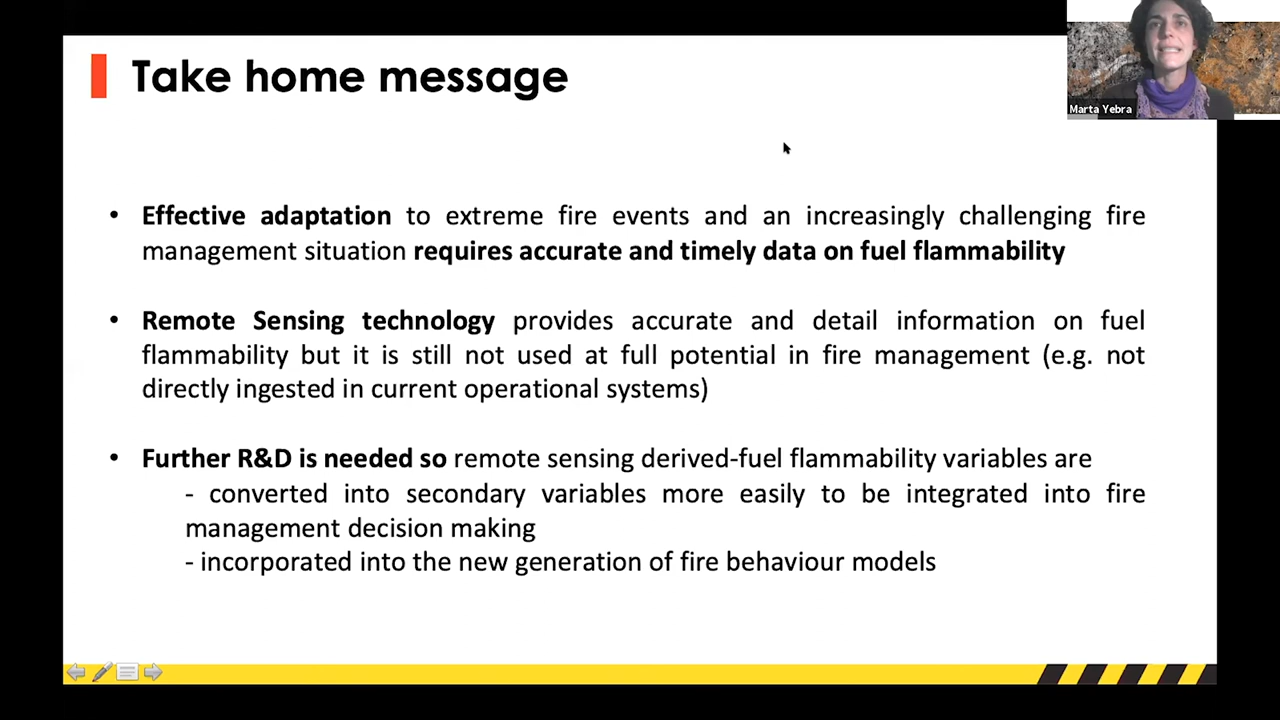 Take home message
Marta Yebra
• Effective adaptation to extreme fire events and an increasingly challenging fire
management situation requires accurate and timely data on fuel flammability
• Remote Sensing technology provides accurate and detail information on fuel
flammability but it is still not used at full potential in fire management (e.g. not
directly ingested in current operational systems)
• Further R&D is needed so remote sensing derived-fuel flammability variables are
- converted into secondary variables more easily to be integrated into fire
management decision making
- incorporated into the new generation of fire behaviour models